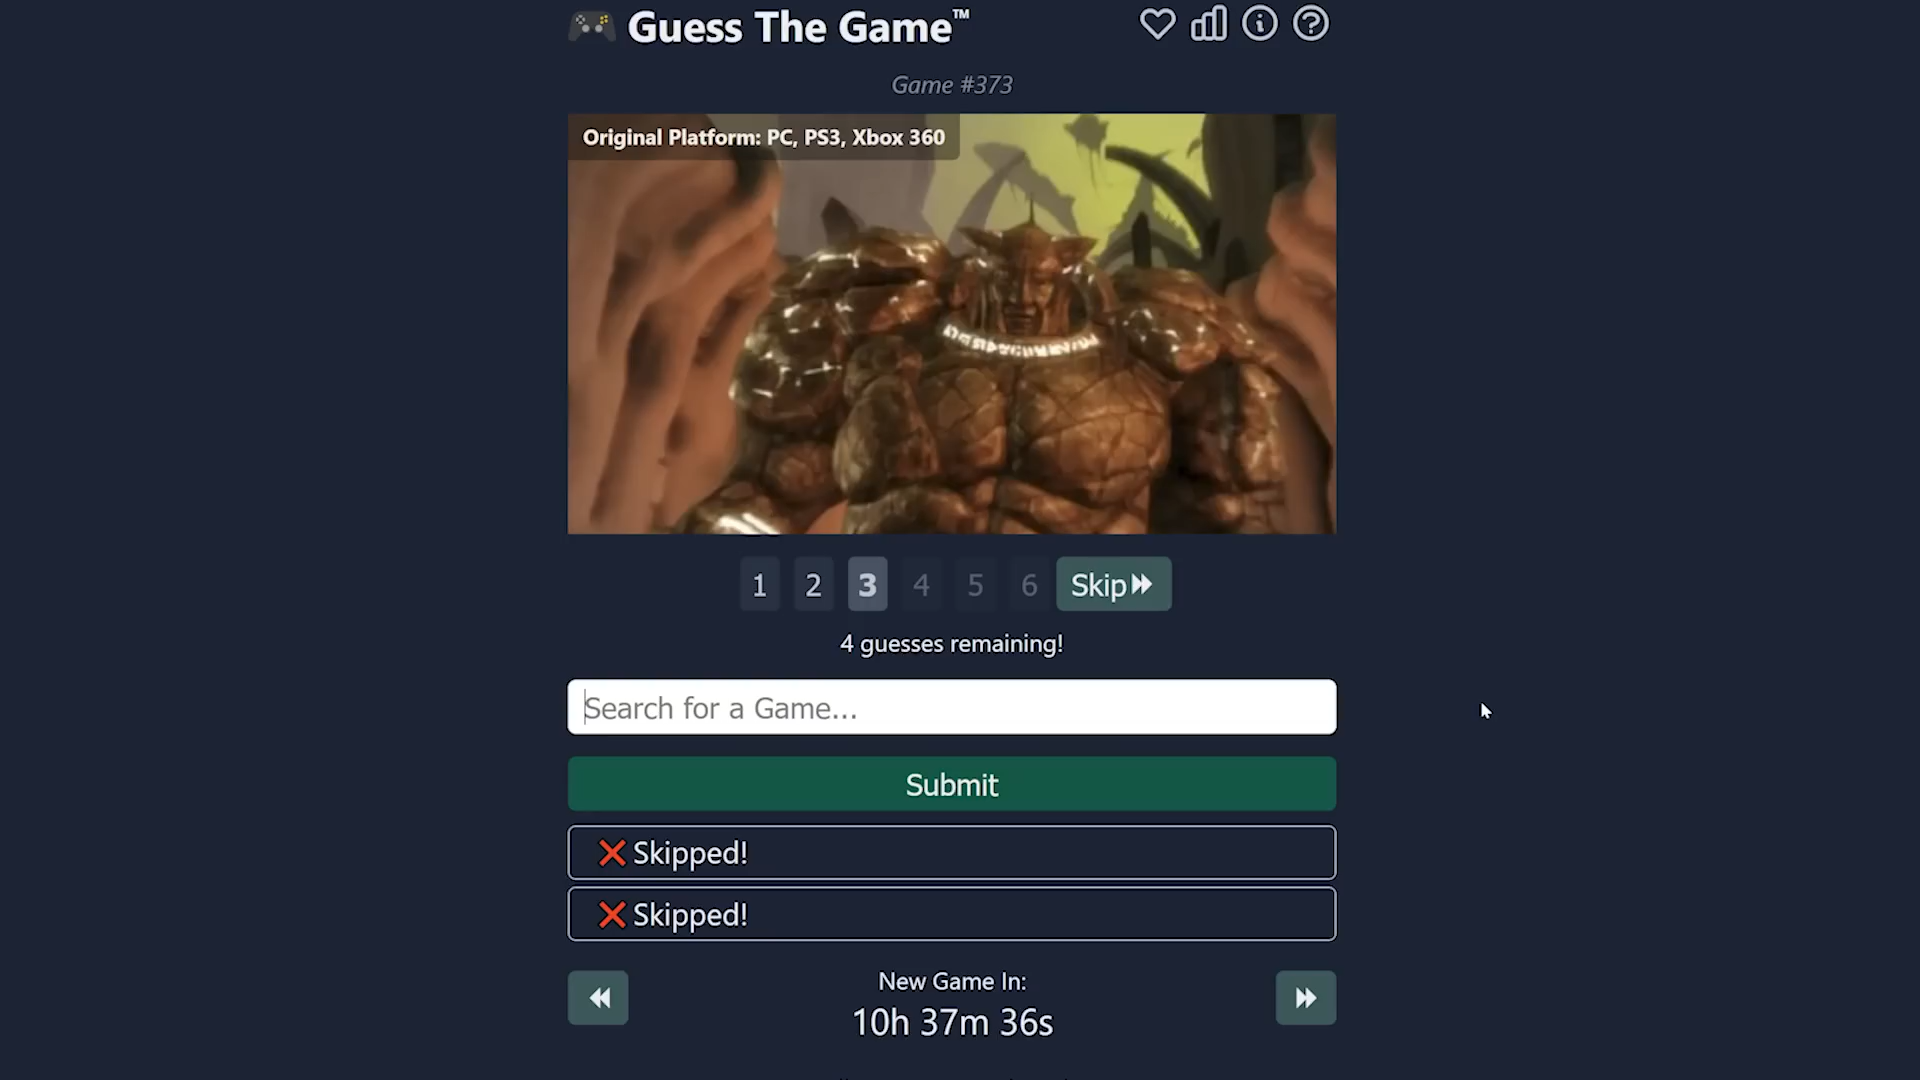 Guess The Game™
Game #373
Original Platform: PC, PS3, Xbox 360
1 2 3 4 5 6 Skip
4 guesses remaining!
Search for a Game...
Submit
Skipped!
Skipped!
New Game In:
10h 37m 36s